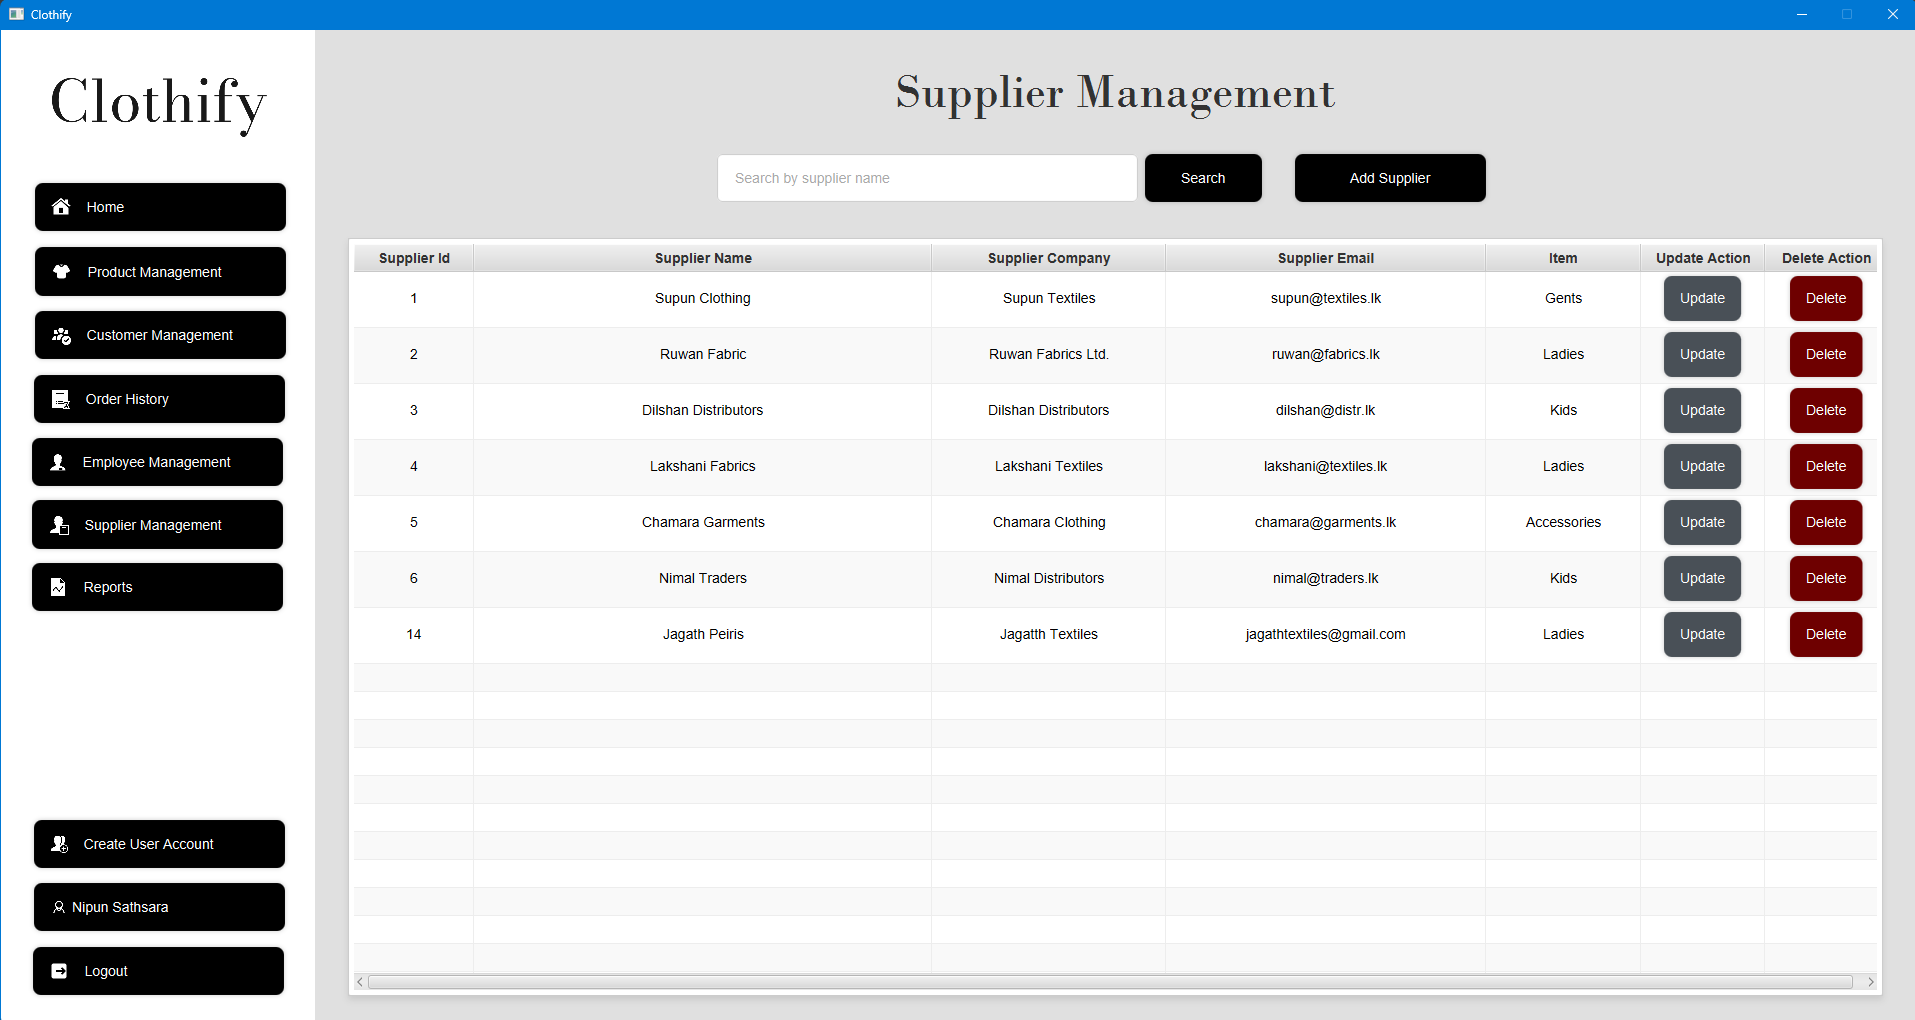 Clothify
Clothify
Home
Product Management
Customer Management
Order History
Employee Management
Supplier Management
Reports
Create User Account
Nipun Sathsara
Logout
Supplier Management
Search by supplier name Search Add Supplier
Supplier Id Supplier Name Supplier Company Supplier Email Item Update Action Delete Action
1 Supun Clothing Supun Textiles supun@textiles.lk Gents Update Delete
2 Ruwan Fabric Ruwan Fabrics Ltd. ruwan@fabrics.lk Ladies Update Delete
3 Dilshan Distributors Dilshan Distributors dilshan@distr.lk Kids Update Delete
4 Lakshani Fabrics Lakshani Textiles lakshani@textiles.lk Ladies Update Delete
5 Chamara Garments Chamara Clothing chamara@garments.lk Accessories Update Delete
6 Nimal Traders Nimal Distributors nimal@traders.lk Kids Update Delete
14 Jagath Peiris Jagatth Textiles jagathtextiles@gmail.com Ladies Update Delete